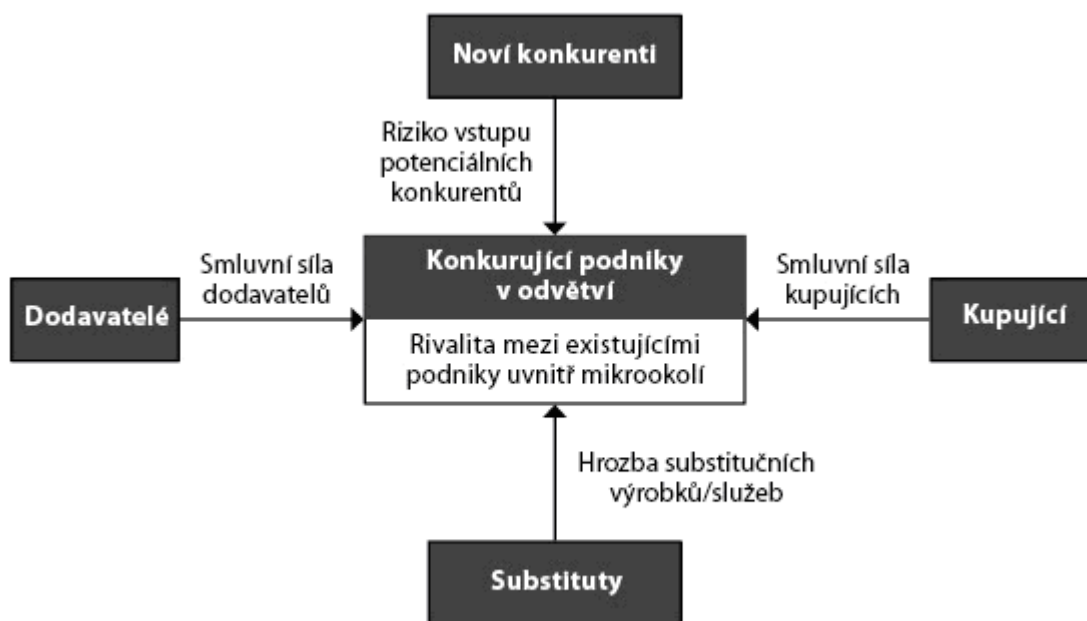 Noví konkurenti
Riziko vstupu
potenciálních
konkurentů
Smluvní síla
dodavatelů
Dodavatelé
Konkurující podniky
v odvětví
Rivalita mezi existujícími
podniky uvnitř mikrookolí
Smluvní síla
kupujících
Kupující
Hrozba substitučních
výrobků/služeb
Substituty